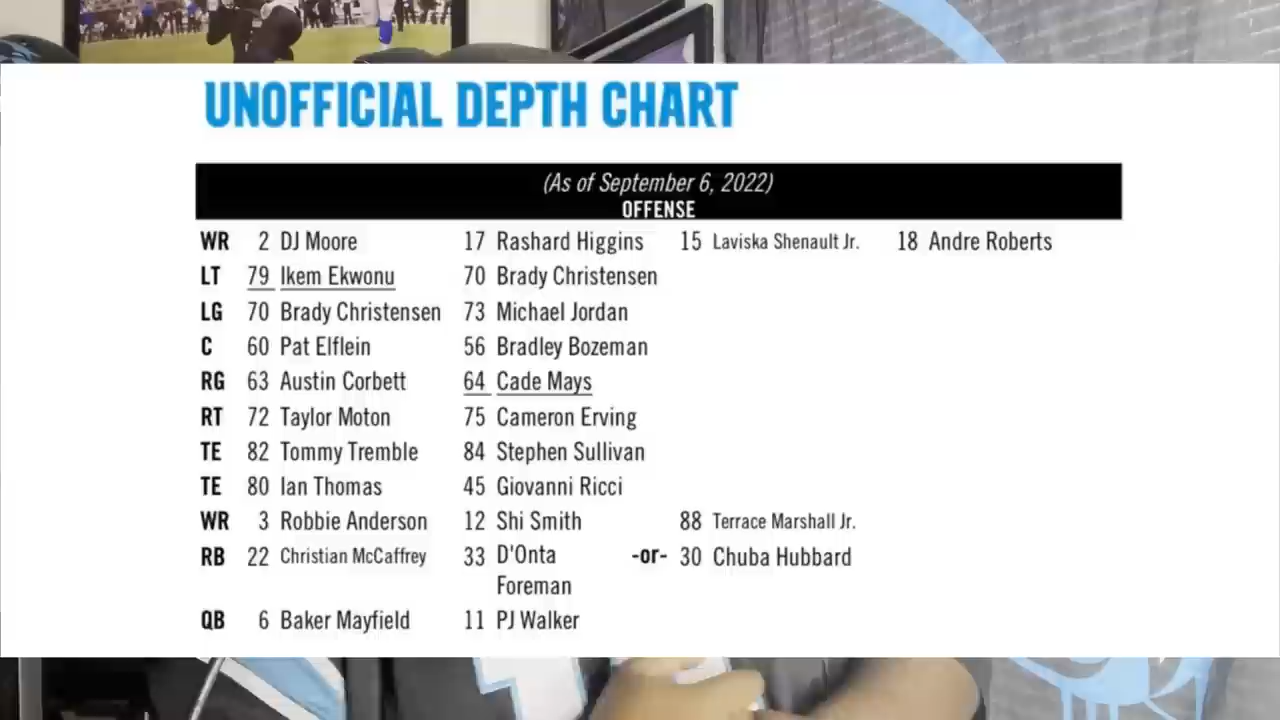 UNOFFICIAL DEPTH CHART
(As of September 6, 2022)
OFFENSE
WR 2 DJ Moore 17 Rashard Higgins 15 Laviska Shenault Jr. 18 Andre Roberts
LT 79 Ikem Ekwonu 70 Brady Christensen
LG 70 Brady Christensen 73 Michael Jordan
C 60 Pat Elflein 56 Bradley Bozeman
RG 63 Austin Corbett 64 Cade Mays
RT 72 Taylor Moton 75 Cameron Erving
TE 82 Tommy Tremble 84 Stephen Sullivan
TE 80 Ian Thomas 45 Giovanni Ricci
WR 3 Robbie Anderson 12 Shi Smith 88 Terrace Marshall Jr.
RB 22 Christian McCaffrey 33 D'Onta -or- 30 Chuba Hubbard
Foreman
QB 6 Baker Mayfield 11 PJ Walker